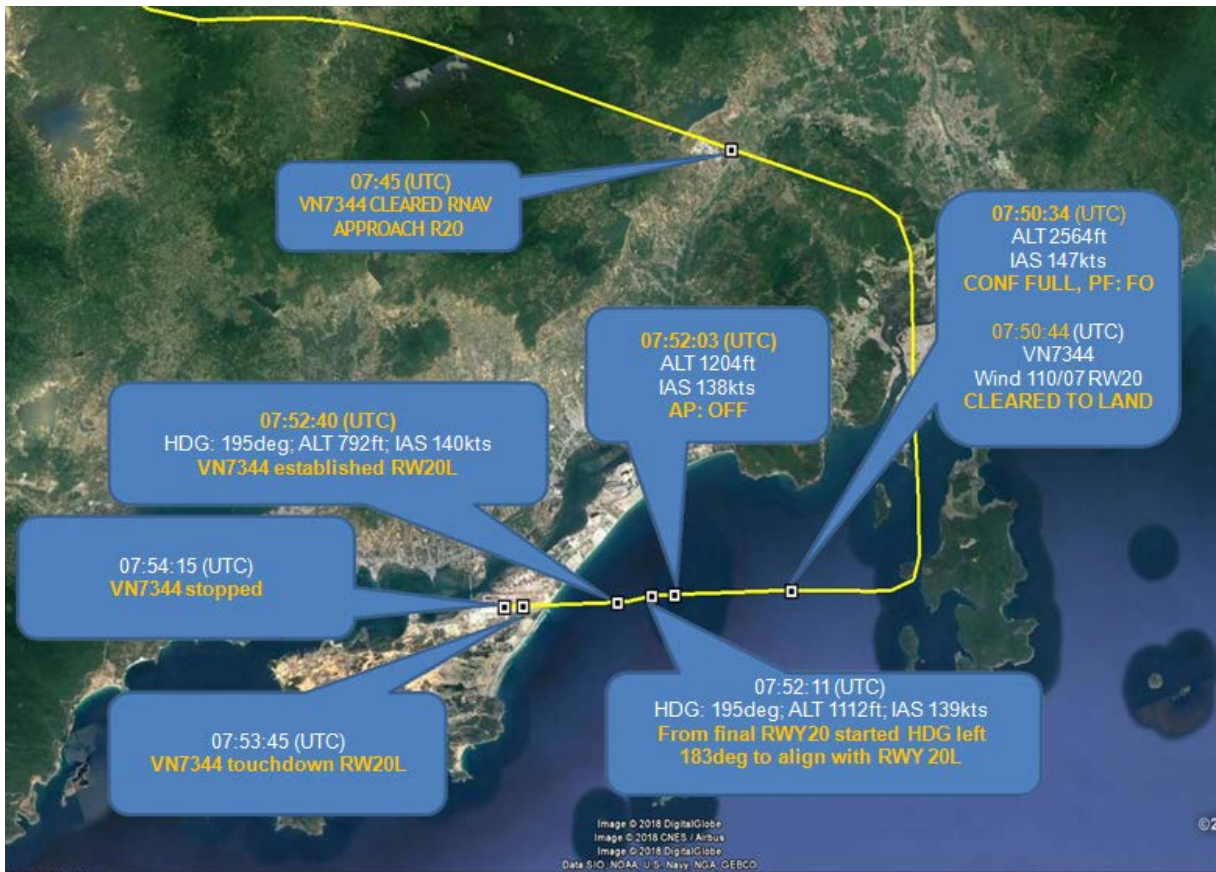 07:45 (UTC)
VN7344 CLEARED RNAV
APPROACH R20
07:50:34 (UTC)
ALT 2564ft
IAS 147kts
CONF FULL, PF: FO
07:50:44 (UTC)
VN7344
Wind 110/07 RW20
CLEARED TO LAND
07:52:03 (UTC)
ALT 1204ft
IAS 138kts
AP: OFF
07:52:40 (UTC)
HDG: 195deg; ALT 792ft; IAS 140kts
VN7344 established RW20L
07:54:15 (UTC)
VN7344 stopped
07:52:11 (UTC)
HDG: 195deg; ALT 1112ft; IAS 139kts
From final RWY20 started HDG left
183deg to align with RWY 20L
07:53:45 (UTC)
VN7344 touchdown RW20L
Image © 2018 DigitalGlobe
Image © 2018 CNES / Airbus
Image © 2018 DigitalGlobe
Data SIO, NOAA, U.S. Navy, NGA, GEBCO
©2